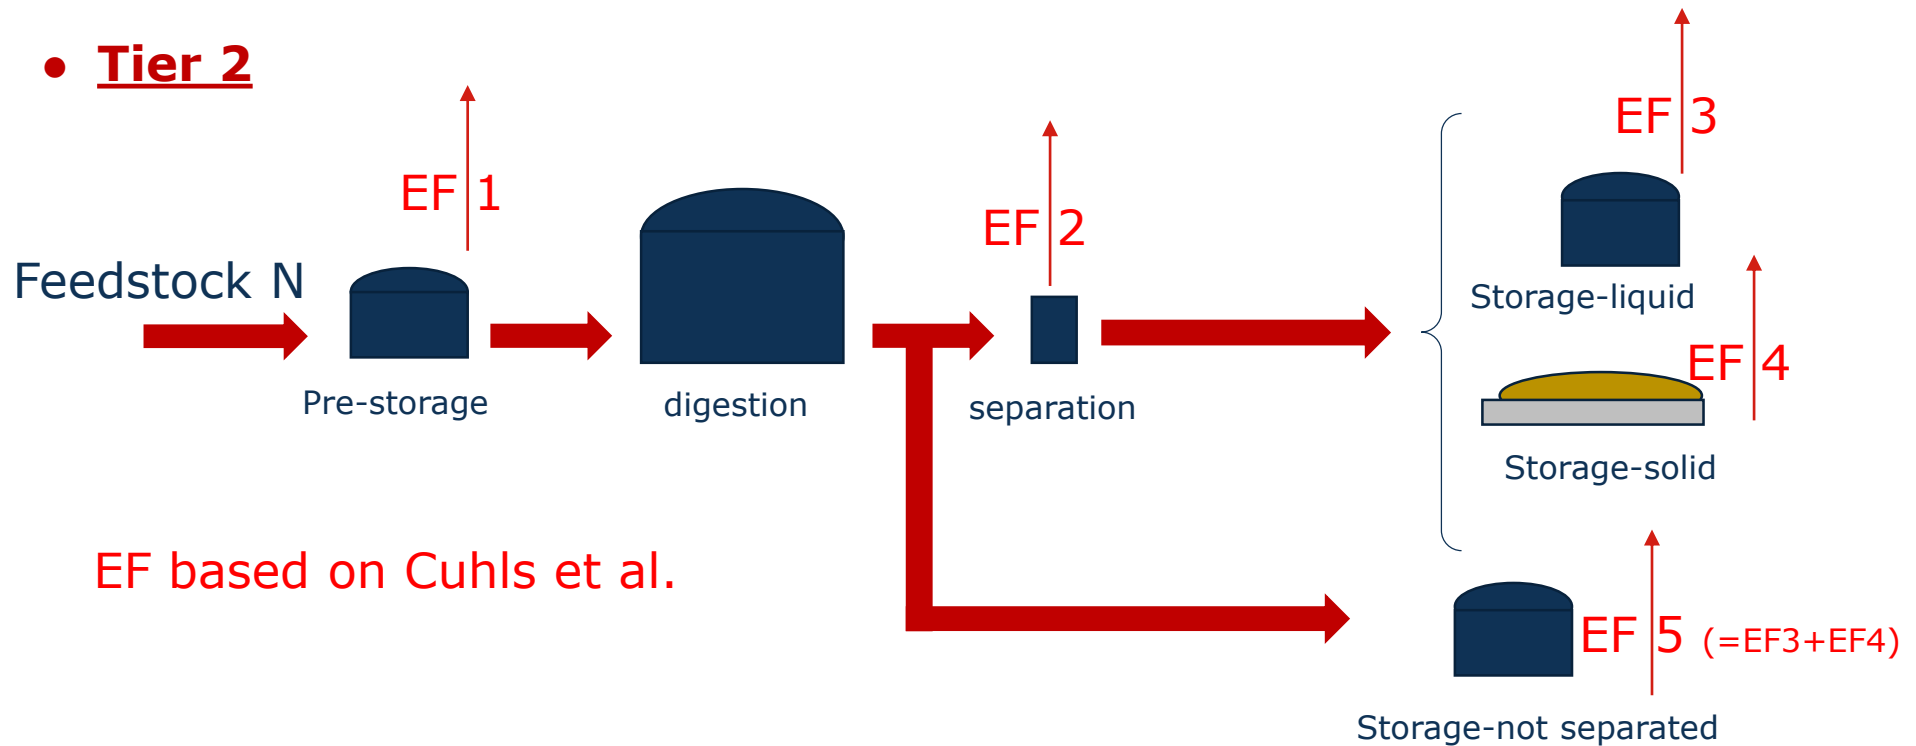 • Tier 2
EF 1
EF 2
EF 3
Feedstock N
Storage-liquid
EF 4
Pre-storage
digestion
separation
Storage-solid
EF based on Cuhls et al.
EF 5 (=EF3+EF4)
Storage-not separated